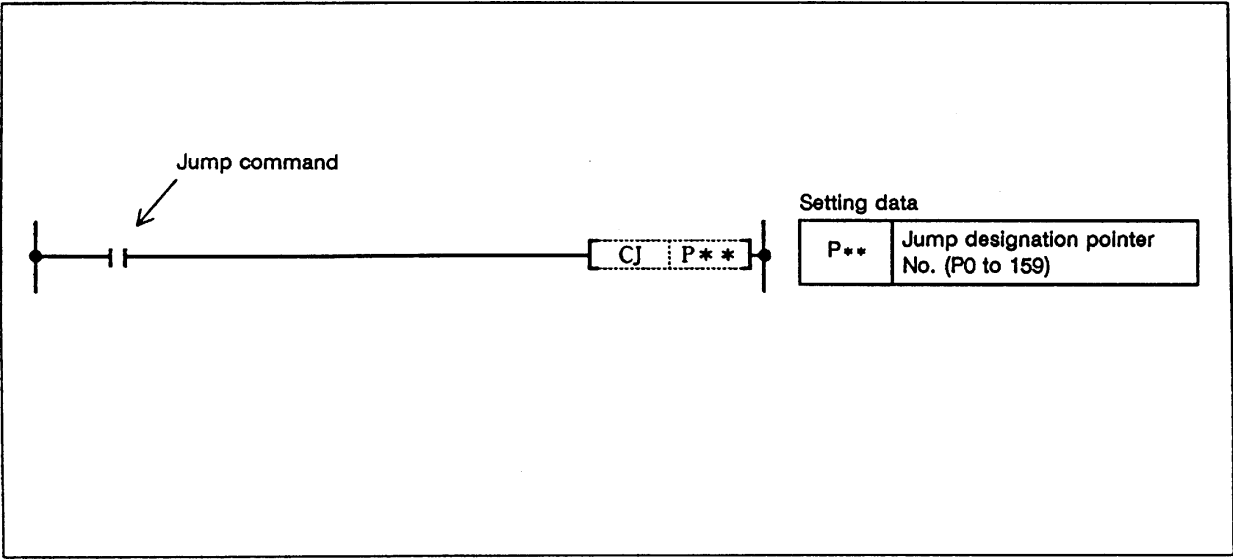 Jump command
Setting data
CJ P**
P** Jump designation pointer
No. (P0 to 159)